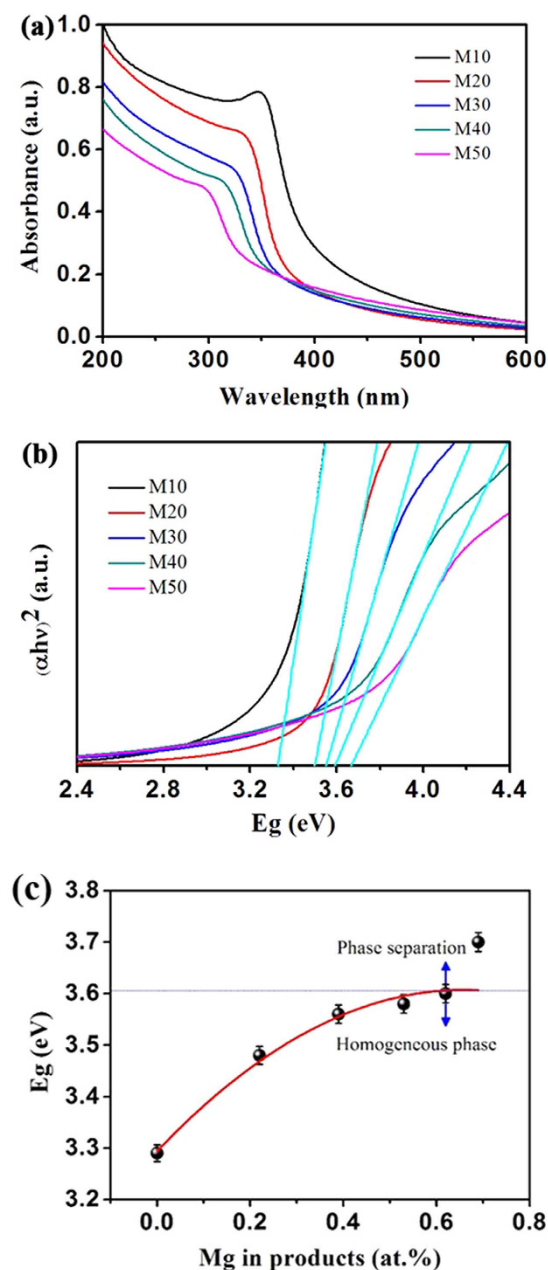 (a)
1.0
0.8
0.6
0.4
0.2
0.0
Absorbance (a.u.)
M10
M20
M30
M40
M50
200 300 400 500 600
Wavelength (nm)
(b)
(αhν)2 (a.u.)
M10
M20
M30
M40
M50
2.4 2.8 3.2 3.6 4.0 4.4
Eg (eV)
(c)
3.8
3.7
3.6
3.5
3.4
3.3
3.2
Eg (eV)
Phase separation
Homogeneous phase
0.0 0.2 0.4 0.6 0.8
Mg in products (at.%)